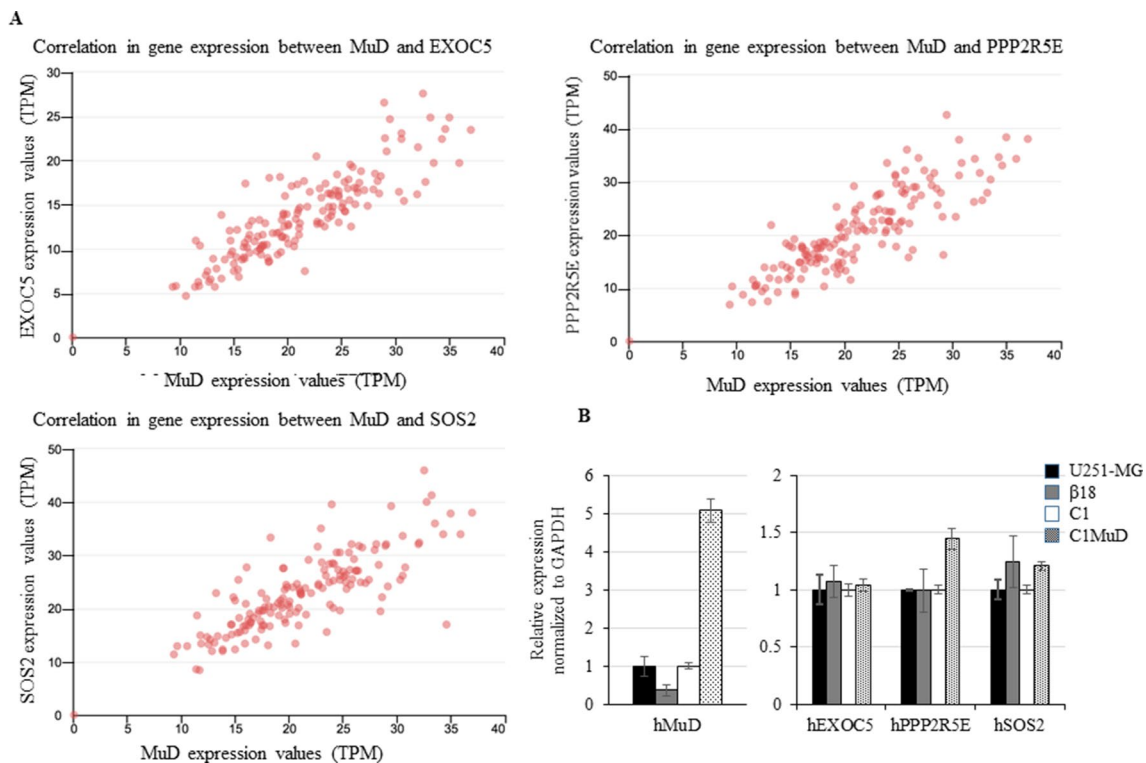 A
Correlation in gene expression between MuD and EXOC5
EXOC5 expression values (TPM)
30
25
20
15
10
5
0
0 5 10 15 20 25 30 35 40
MuD expression values (TPM)
Correlation in gene expression between MuD and PPP2R5E
PPP2R5E expression values (TPM)
50
40
30
20
10
0
0 5 10 15 20 25 30 35 40
MuD expression values (TPM)
Correlation in gene expression between MuD and SOS2
SOS2 expression values (TPM)
50
40
30
20
10
0
0 5 10 15 20 25 30 35 40
MuD expression values (TPM)
B
Relative expression
normalized to GAPDH
6
5
4
3
2
1
0
hMuD
2
1.5
1
0.5
0
hEXOC5 hPPP2R5E hSOS2
U251-MG
β18
C1
C1MuD